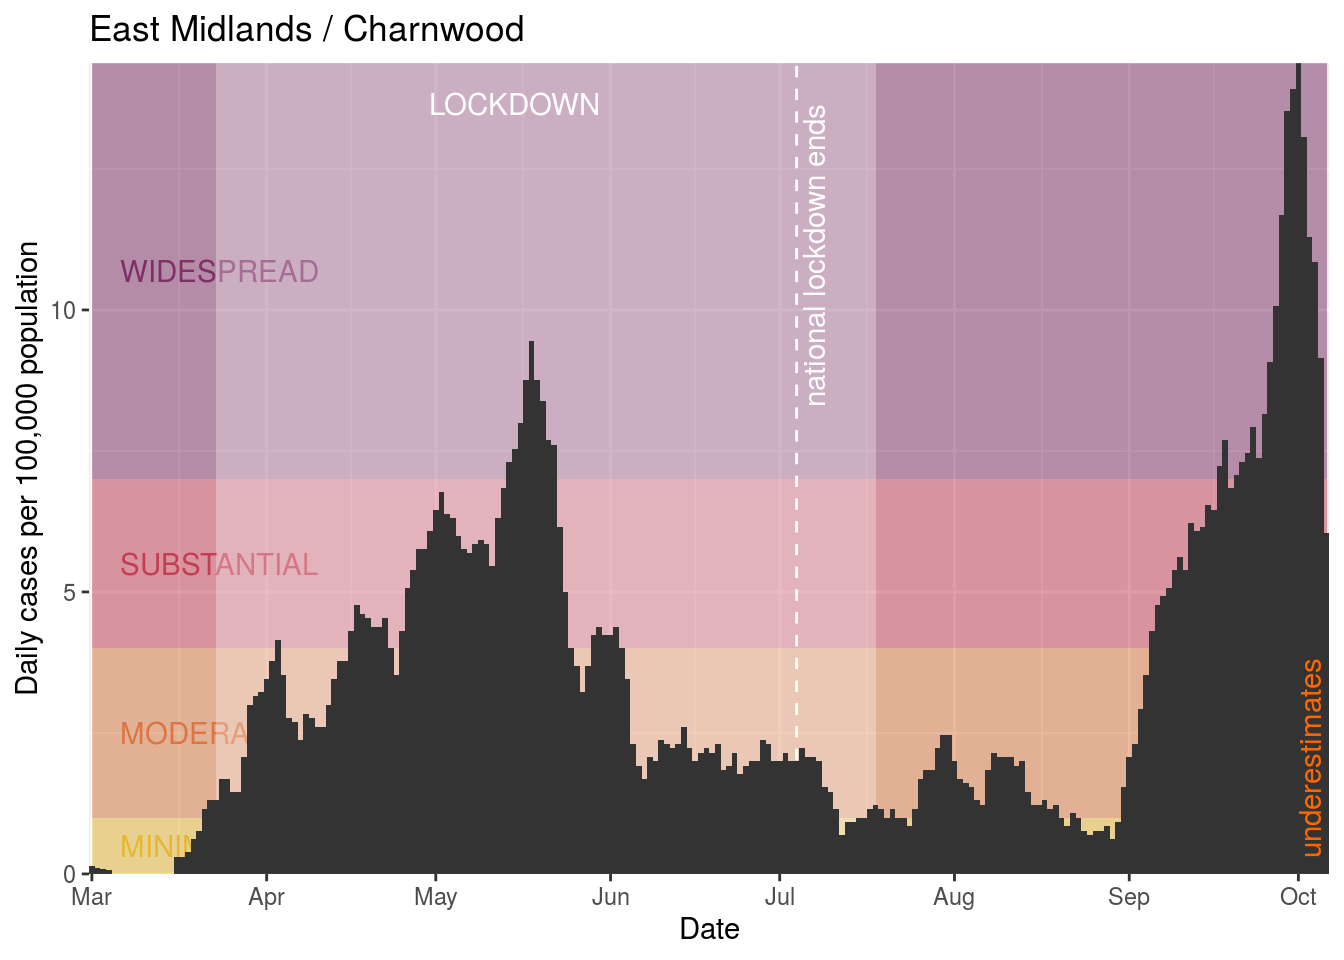 East Midlands / Charnwood
LOCKDOWN
national lockdown ends
WIDESPREAD
SUBSTANTIAL
MODERA
MINIM
underestimates
Daily cases per 100,000 population
10
5
0
Mar Apr May Jun Jul Aug Sep Oct
Date